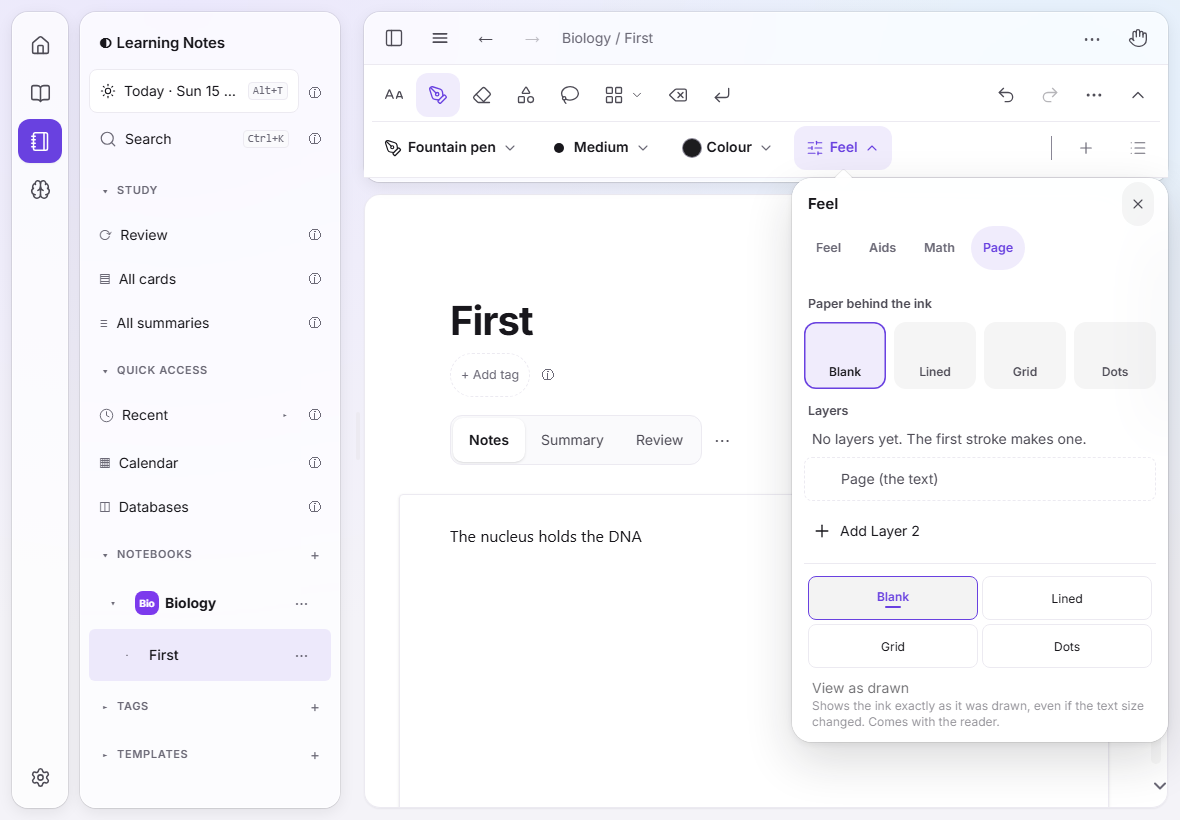 Learning Notes
Today · Sun 15 ... Alt+T
Search Ctrl+K
STUDY
Review
All cards
All summaries
QUICK ACCESS
Recent
Calendar
Databases
NOTEBOOKS
Bio Biology
First
TAGS
TEMPLATES
Biology / First
AA
Fountain pen Medium Colour Feel
First
+ Add tag
Notes Summary Review
The nucleus holds the DNA
Feel
Feel Aids Math Page
Paper behind the ink
Blank Lined Grid Dots
Layers
No layers yet. The first stroke makes one.
Page (the text)
+ Add Layer 2
Blank Lined
Grid Dots
View as drawn
Shows the ink exactly as it was drawn, even if the text size
changed. Comes with the reader.